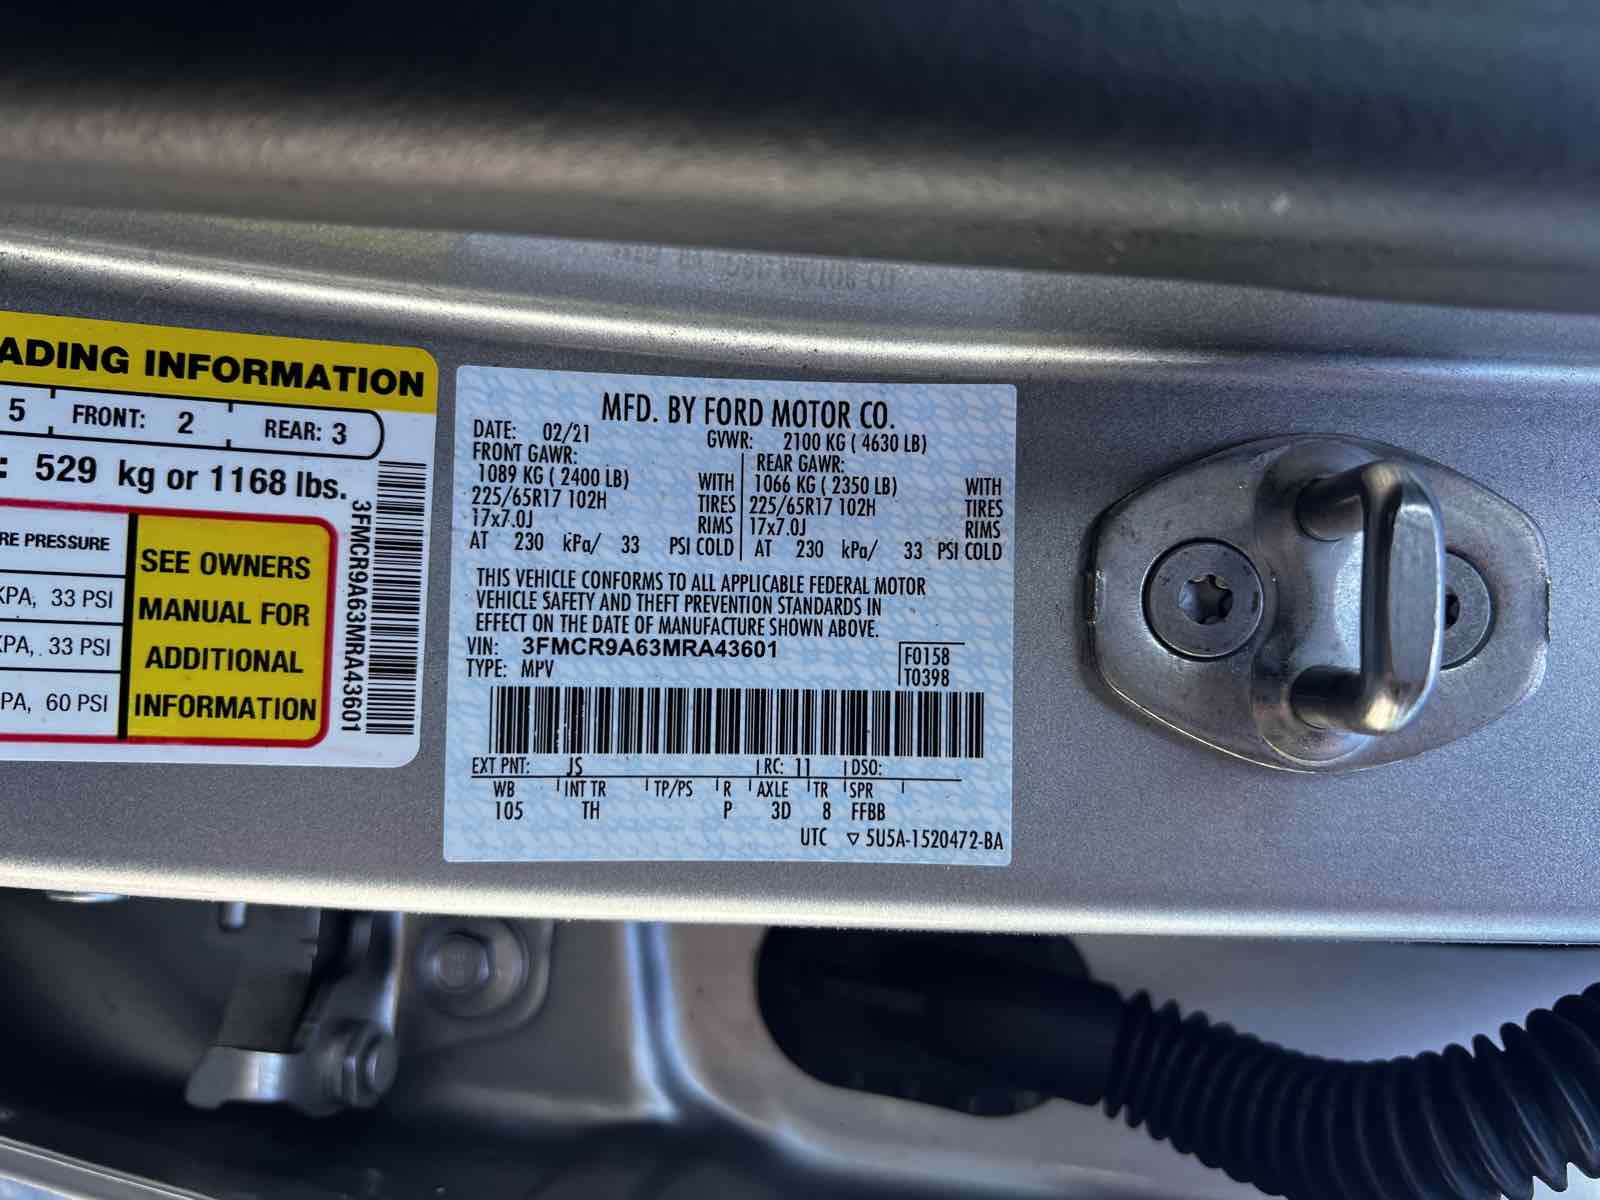 ADING INFORMATION
5 FRONT: 2 REAR: 3
: 529 kg or 1168 lbs.
RE PRESSURE
KPA, 33 PSI
KPA, 33 PSI
PA, 60 PSI
SEE OWNERS
MANUAL FOR
ADDITIONAL
INFORMATION
3FMCR9A63MRA43601
MFD. BY FORD MOTOR CO.
DATE: 02/21 GVWR: 2100 KG ( 4630 LB)
FRONT GAWR: REAR GAWR:
1089 KG ( 2400 LB) WITH 1066 KG ( 2350 LB) WITH
225/65R17 102H TIRES 225/65R17 102H TIRES
17x7.0J RIMS 17x7.0J RIMS
AT 230 kPa/ 33 PSI COLD AT 230 kPa/ 33 PSI COLD
THIS VEHICLE CONFORMS TO ALL APPLICABLE FEDERAL MOTOR
VEHICLE SAFETY AND THEFT PREVENTION STANDARDS IN
EFFECT ON THE DATE OF MANUFACTURE SHOWN ABOVE.
VIN: 3FMCR9A63MRA43601 F0158
TYPE: MPV T0398
EXT PNT: JS RC: 11 DSO:
WB INT TR TP/PS R AXLE TR SPR
105 TH P 3D 8 FFBB
UTC ▽ 5U5A-1520472-BA